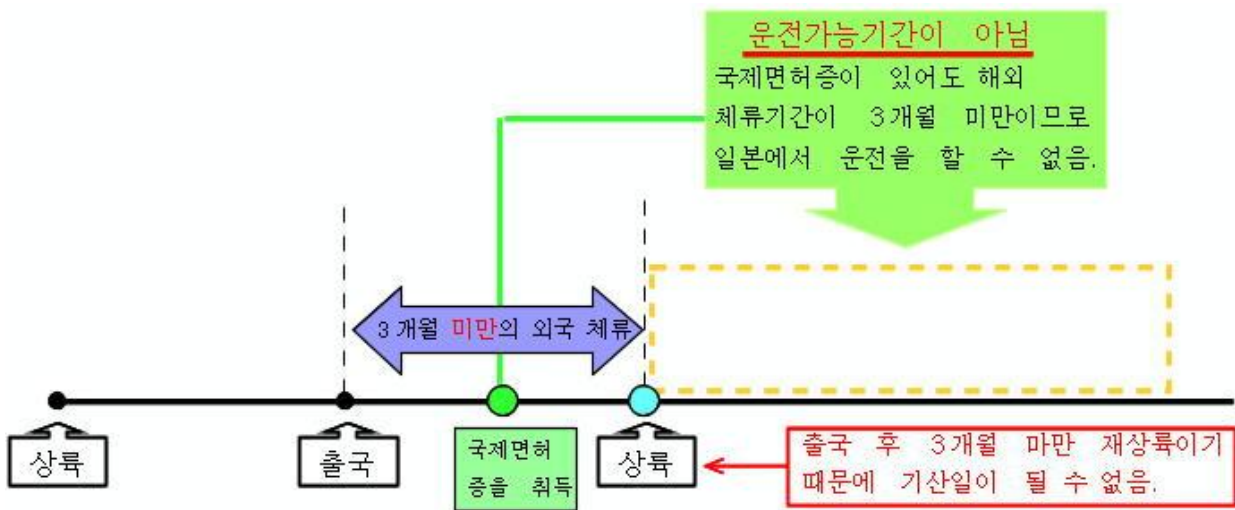 운전가능기간이 아님
국제면허증이 있어도 해외
체류기간이 3개월 미만이므로
일본에서 운전을 할 수 없음.
3개월 미만의 외국 체류
상륙
출국
국제면허
증을 취득
상륙
출국 후 3개월 마만 재상륙이기
때문에 기산일이 될 수 없음.